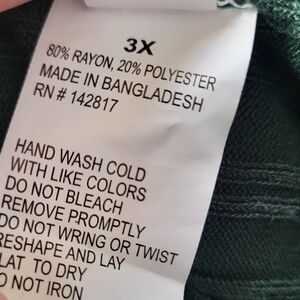 3X
80% RAYON, 20% POLYESTER
MADE IN BANGLADESH
RN # 142817
HAND WASH COLD
WITH LIKE COLORS
DO NOT BLEACH
REMOVE PROMPTLY
DO NOT WRING OR TWIST
RESHAPE AND LAY
LAT TO DRY
O NOT IRON